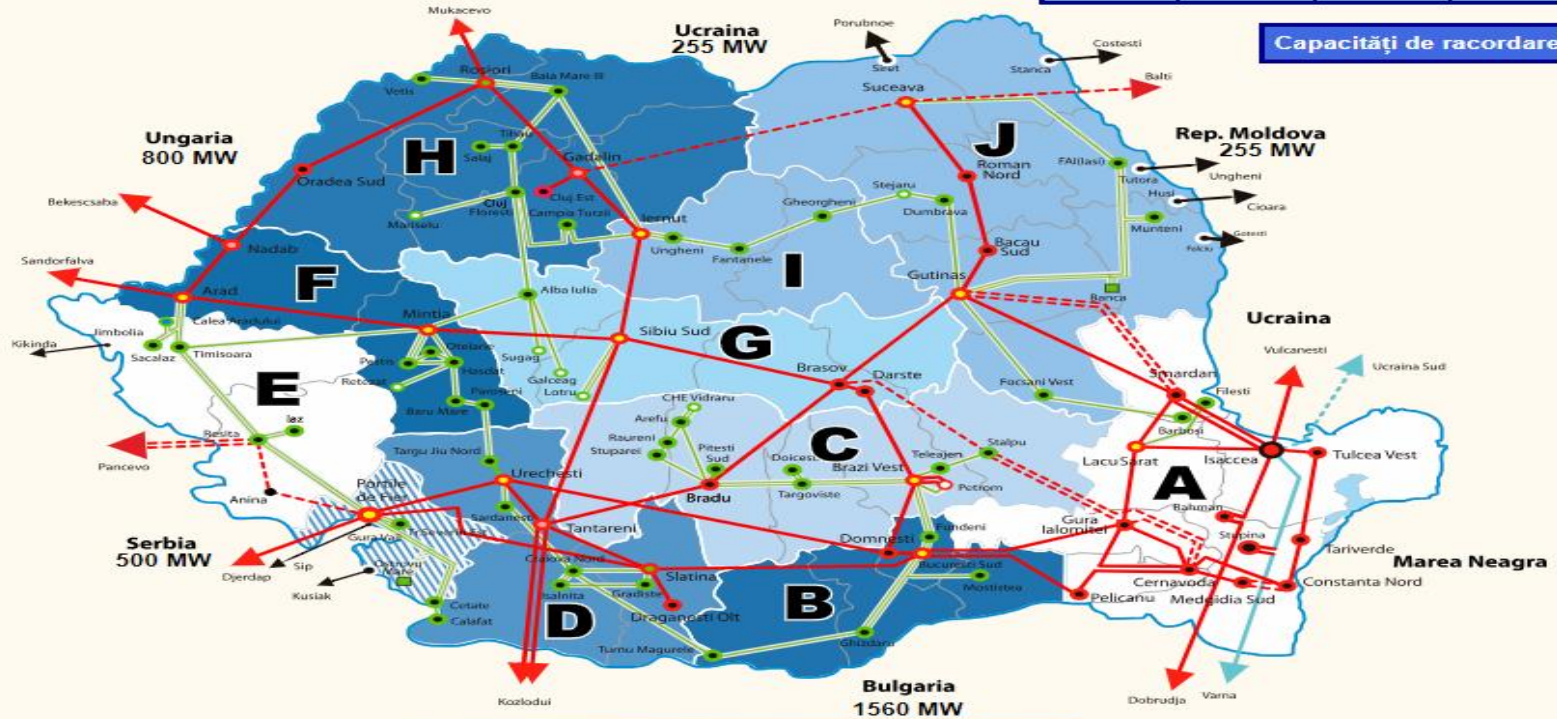 Capacități de racordare
Mukacevo
Ucraina
255 MW
Porubnoe
Costesti
Siret
Stanca
Rosiori
Baia Mare III
Vetis
Suceava
Balti
Ungaria
800 MW
Rep. Moldova
255 MW
H
Tihau
Salaj
Gadalin
J
Roman
Nord
FAI(Iasi)
Tutora
Ungheni
Oradea Sud
Cluj Est
Cluj
Floresti
Stejaru
Husi
Cioara
Bekescsaba
Mariselu
Campia Turzii
Gheorgheni
Dumbrava
Munteni
Iernut
Ungheni
Fantanele
Bacau
Sud
Falciu
Gotesti
Nadab
Sandorfalva
I
Gutinas
Arad
F
Alba Iulia
Banca
Calea Aradului
Mintia
Ucraina
Jimbolia
Kikinda
Sacalaz
Timisoara
Otelarie
Pestis
Hasdat
Sibiu Sud
G
Sugag
Galceag
Lotru
Vulcanesti
Ucraina Sud
E
Retezat
Baru Mare
Paroseni
Brasov
Darste
Focsani Vest
Smardan
Filesti
Barbosi
CHE Vidraru
Arefu
Raureni
Stuparei
Iaz
Resita
Pancevo
Targu Jiu Nord
Urechesti
Pitesti
Sud
Doicesti
C
Teleajen
Brazi Vest
Stalpu
Lacu Sarat
Isaccea
Tulcea Vest
A
Anina
Portile
de Fier
Bradu
Targoviste
Petrom
Rahman
Sardanesti
Tantareni
Gura
Ialomitei
Stupina
Gura Vaii
Serbia
500 MW
Fundeni
Domnesti
Tariverde
Marea Neagra
Djerdap
Sip
Ostrovu
Mare
Craiova Nord
Slatina
Bucuresti Sud
Cernavoda
Constanta Nord
Kusiak
Isalnita
Gradiste
Mostistea
Pelicanu
Medgidia Sud
Cetate
Calafat
D
Draganesti Olt
B
Turnu Magurele
Ghizdaru
Bulgaria
1560 MW
Kozlodui
Dobrudja
Varna